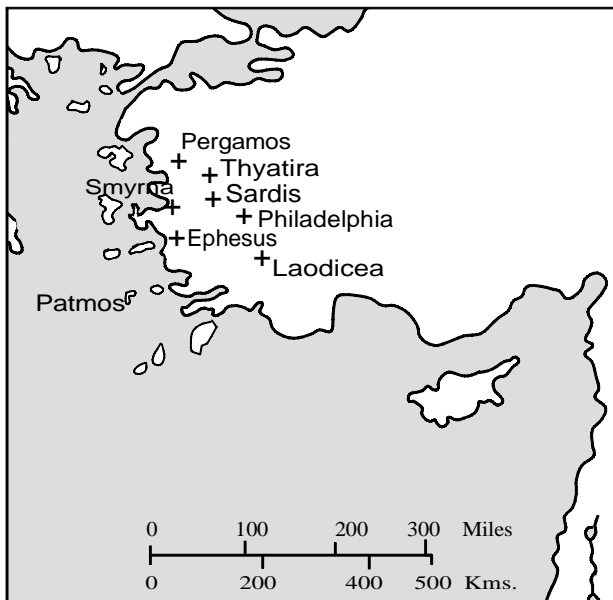 Pergamos
Thyatira
Smyrna
Sardis
Philadelphia
Ephesus
Laodicea
Patmos
0 100 200 300 Miles
0 200 400 500 Kms.